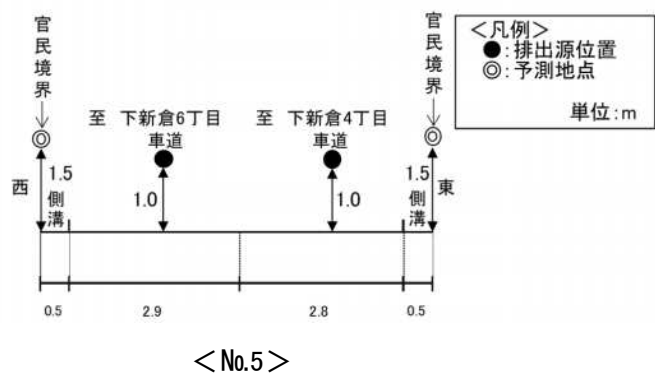 官民境界
官民境界
＜凡例＞
●:排出源位置
◎:予測地点
単位:m
至 下新倉6丁目
車道
至 下新倉4丁目
車道
西
1.5
側溝
1.0
1.0
1.5
側溝
東
0.5
2.9
2.8
0.5
＜№5＞